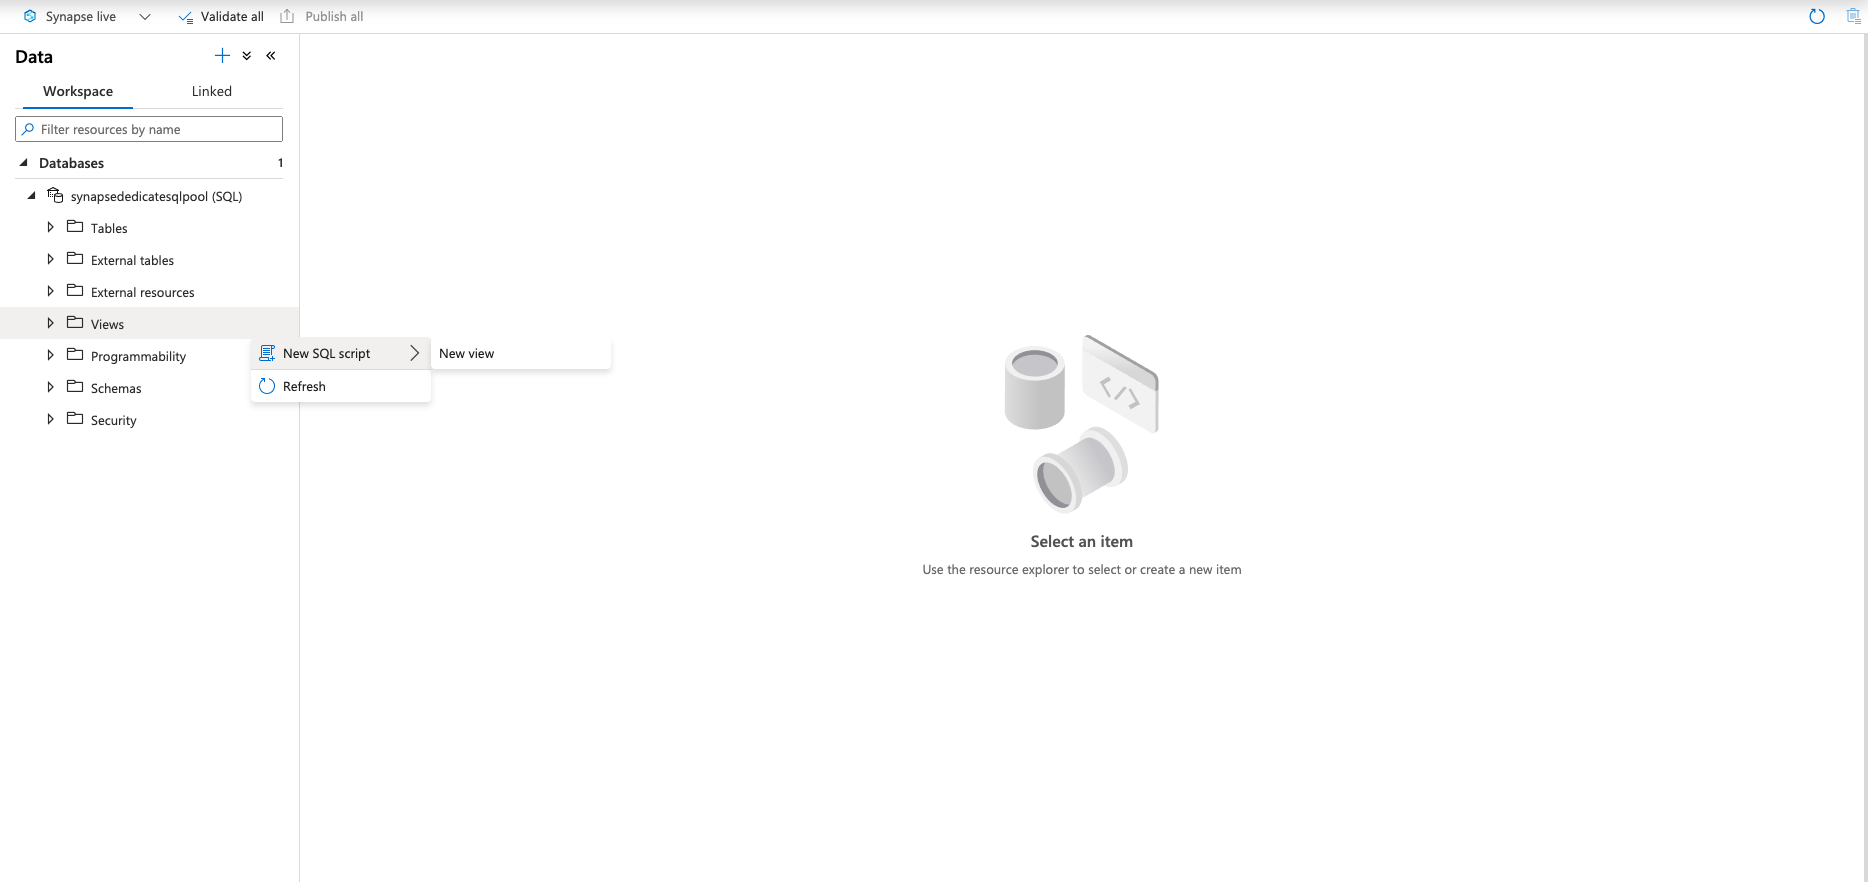 Synapse live Validate all Publish all
Data
Workspace Linked
Filter resources by name
Databases 1
synapsededicatesqlpool (SQL)
Tables
External tables
External resources
Views
Programmability
Schemas
Security
New SQL script
Refresh
New view
Select an item
Use the resource explorer to select or create a new item